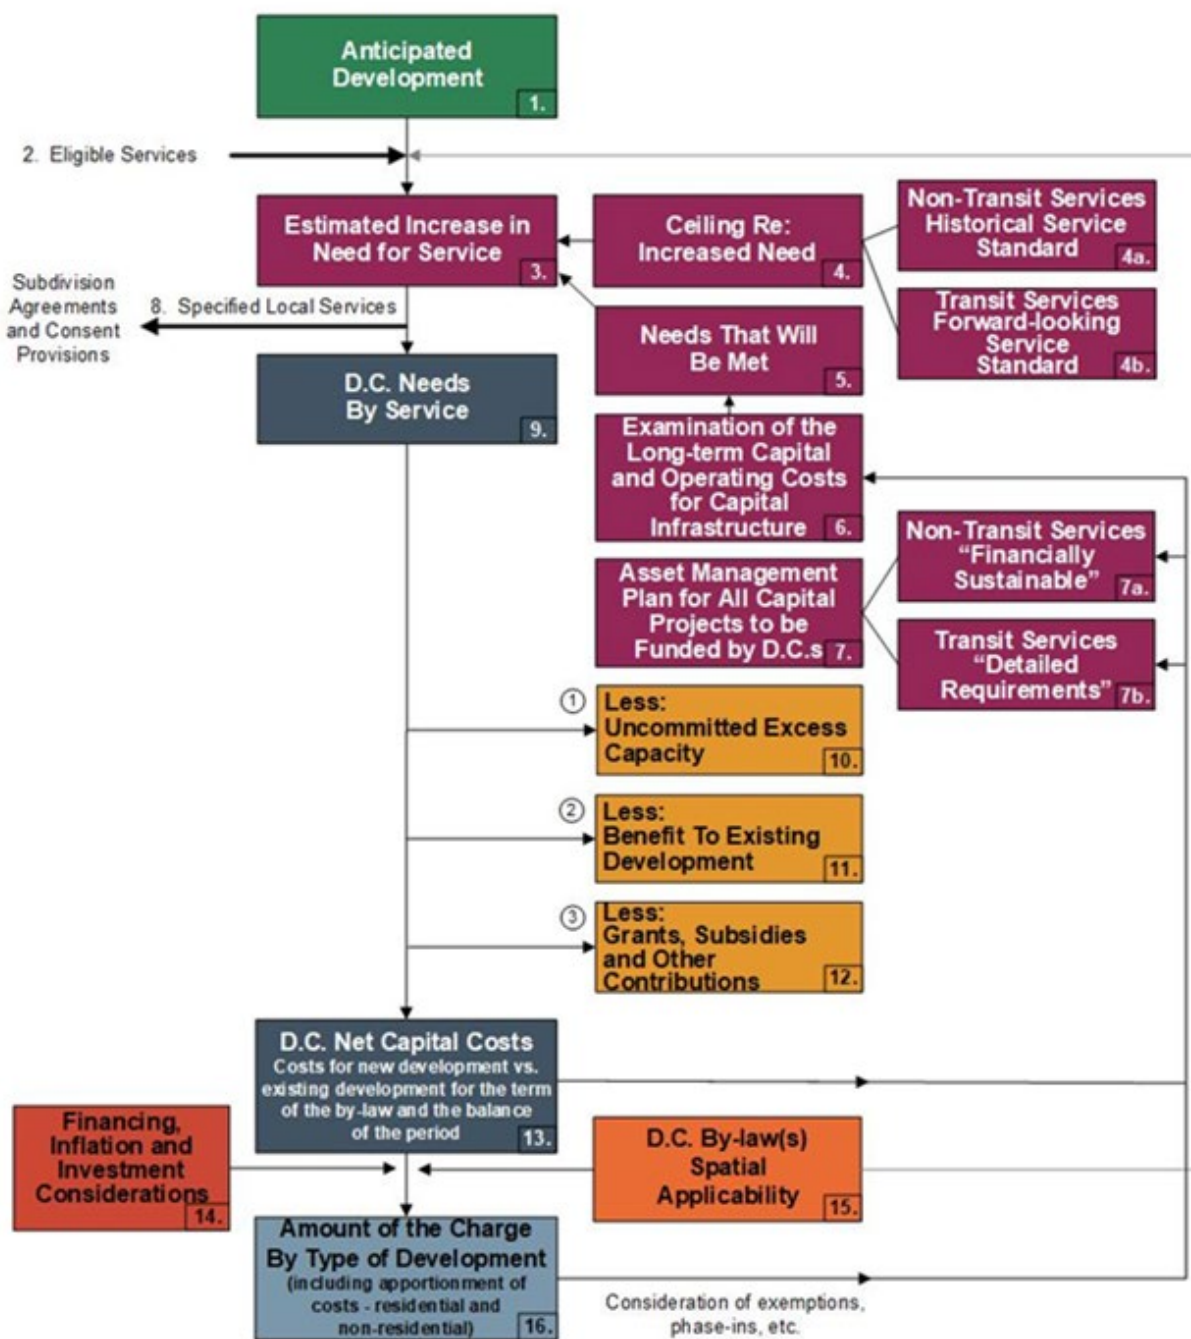 Anticipated
Development
1.
2. Eligible Services
Estimated Increase in
Need for Service
3.
Ceiling Re:
Increased Need
4.
Non-Transit Services
Historical Service
Standard
4a.
Transit Services
Forward-looking
Service
Standard
4b.
Subdivision
Agreements
and Consent
Provisions
8. Specified Local Services
Needs That Will
Be Met
5.
D.C. Needs
By Service
9.
Examination of the
Long-term Capital
and Operating Costs
for Capital
Infrastructure
6.
Asset Management
Plan for All Capital
Projects to be
Funded by D.C.s
7.
Non-Transit Services
“Financially
Sustainable”
7a.
Transit Services
“Detailed
Requirements”
7b.
1
Less:
Uncommitted Excess
Capacity
10.
2
Less:
Benefit To Existing
Development
11.
3
Less:
Grants, Subsidies
and Other
Contributions
12.
D.C. Net Capital Costs
Costs for new development vs.
existing development for the term
of the by-law and the balance
of the period
13.
Financing,
Inflation and
Investment
Considerations
14.
D.C. By-law(s)
Spatial
Applicability
15.
Amount of the Charge
By Type of Development
(including apportionment of
costs - residential and
non-residential)
16.
Consideration of exemptions,
phase-ins, etc.